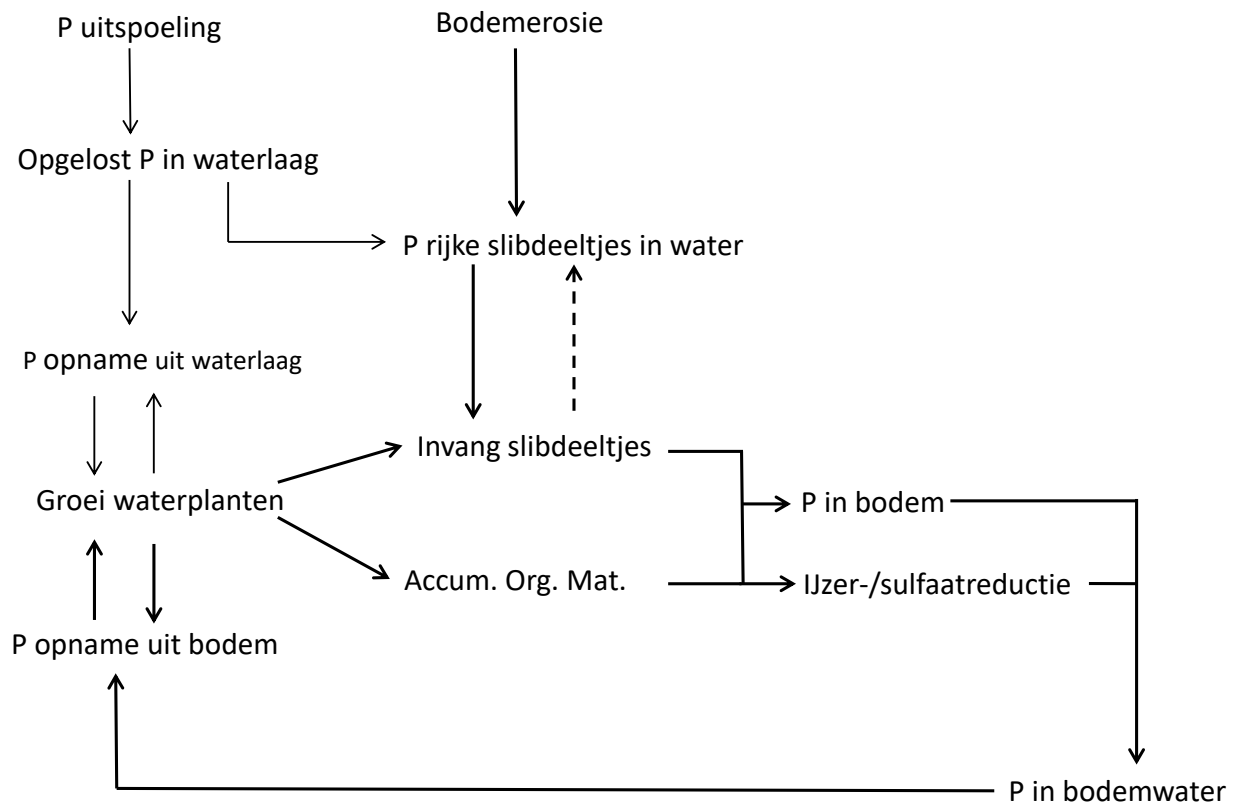 P uitspoeling
Bodemerosie
Opgelost P in waterlaag
P rijke slibdeeltjes in water
P opname uit waterlaag
Invang slibdeeltjes
Groei waterplanten
P in bodem
Accum. Org. Mat.
IJzer-/sulfaatreductie
P opname uit bodem
P in bodemwater